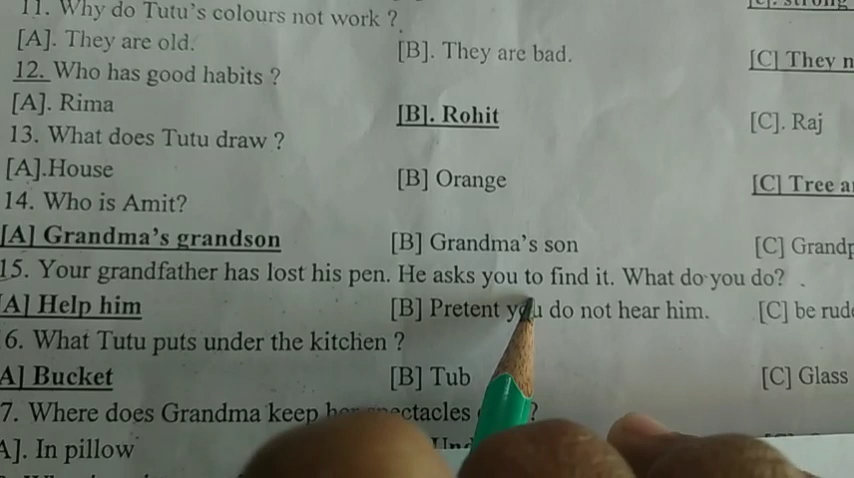 11. Why do Tutu's colours not work ?
[A]. They are old. [B]. They are bad. [C] They
12. Who has good habits ?
[A]. Rima [B]. Rohit [C]. Raj
13. What does Tutu draw ?
[A].House [B] Orange [C] Tree
14. Who is Amit?
[A] Grandma's grandson [B] Grandma's son [C]
15. Your grandfather has lost his pen. He asks you to find it. What do you do?
A] Help him [B] Pretent you do not hear him. [C] be
6. What Tutu puts under the kitchen ?
A] Bucket [B] Tub [C] Glass
7. Where does Grandma keep spectacles ?
A]. In pillow